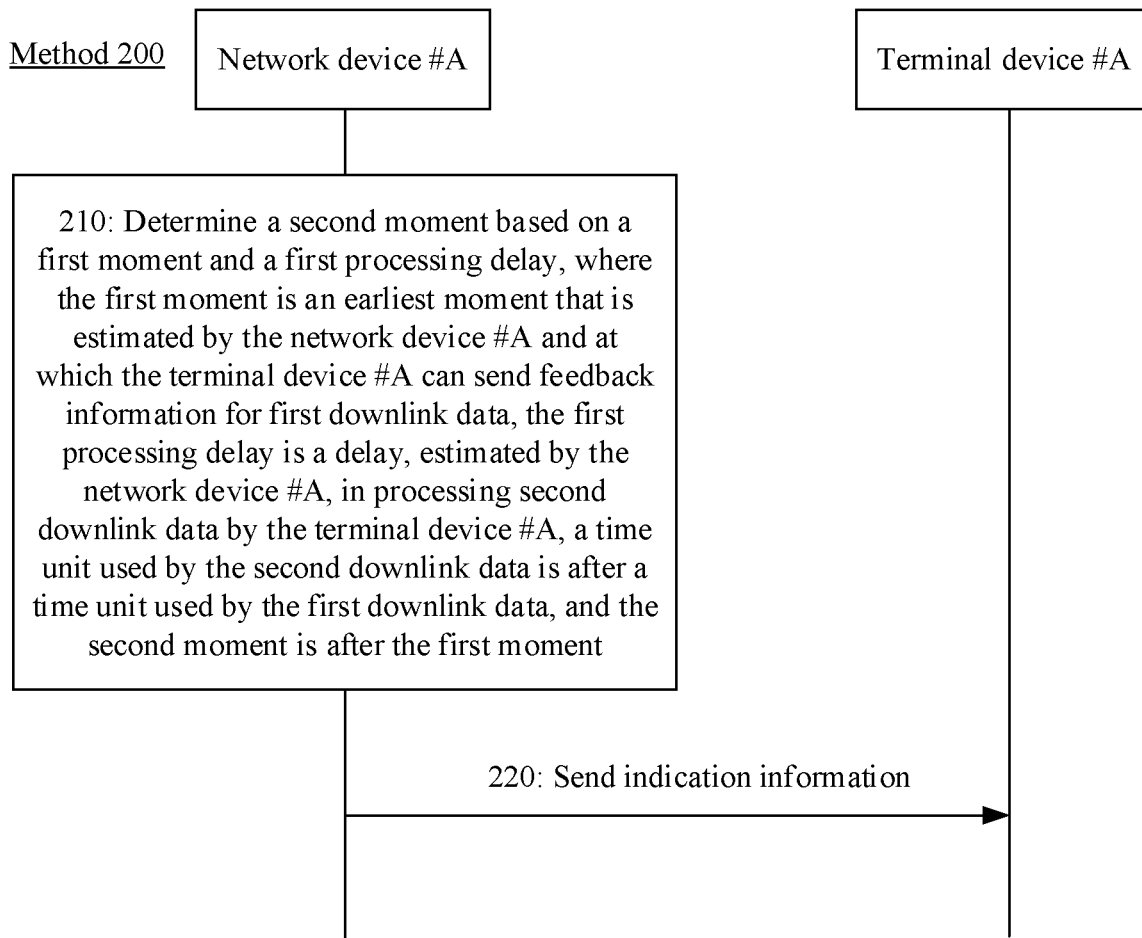 Method 200
Network device #A
Terminal device #A
210: Determine a second moment based on a
first moment and a first processing delay, where
the first moment is an earliest moment that is
estimated by the network device #A and at
which the terminal device #A can send feedback
information for first downlink data, the first
processing delay is a delay, estimated by the
network device #A, in processing second
downlink data by the terminal device #A, a time
unit used by the second downlink data is after a
time unit used by the first downlink data, and the
second moment is after the first moment
220: Send indication information